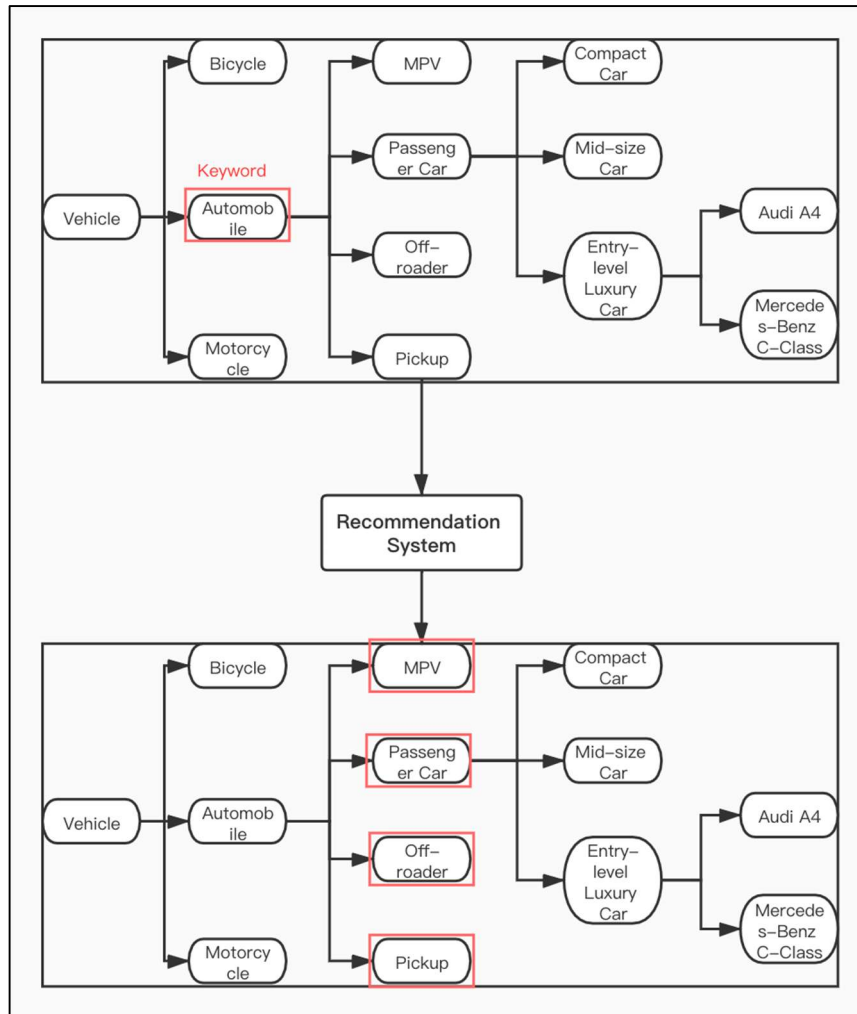 Bicycle
MPV
Compact
Car
Keyword
Passeng
er Car
Mid-size
Car
Vehicle
Automob
ile
Audi A4
Off-
roader
Entry-
level
Luxury
Car
Mercede
s-Benz
C-Class
Motorcy
cle
Pickup
Recommendation
System
Bicycle
MPV
Compact
Car
Passeng
er Car
Mid-size
Car
Vehicle
Automob
ile
Audi A4
Off-
roader
Entry-
level
Luxury
Car
Mercede
s-Benz
C-Class
Motorcy
cle
Pickup